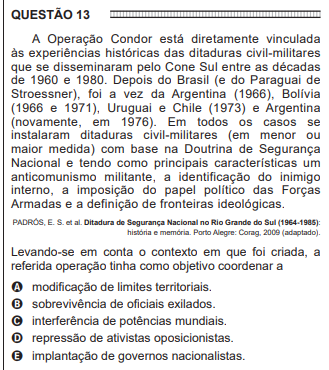 QUESTÃO 13
A Operação Condor está diretamente vinculada
às experiências históricas das ditaduras civil-militares
que se disseminaram pelo Cone Sul entre as décadas
de 1960 e 1980. Depois do Brasil (e do Paraguai de
Stroessner), foi a vez da Argentina (1966), Bolívia
(1966 e 1971), Uruguai e Chile (1973) e Argentina
(novamente, em 1976). Em todos os casos se
instalaram ditaduras civil-militares (em menor ou
maior medida) com base na Doutrina de Segurança
Nacional e tendo como principais características um
anticomunismo militante, a identificação do inimigo
interno, a imposição do papel político das Forças
Armadas e a definição de fronteiras ideológicas.
PADRÓS, E. S. et al. Ditadura de Segurança Nacional no Rio Grande do Sul (1964-1985):
história e memória. Porto Alegre: Corag, 2009 (adaptado).
Levando-se em conta o contexto em que foi criada, a
referida operação tinha como objetivo coordenar a
A modificação de limites territoriais.
B sobrevivência de oficiais exilados.
C interferência de potências mundiais.
D repressão de ativistas oposicionistas.
E implantação de governos nacionalistas.